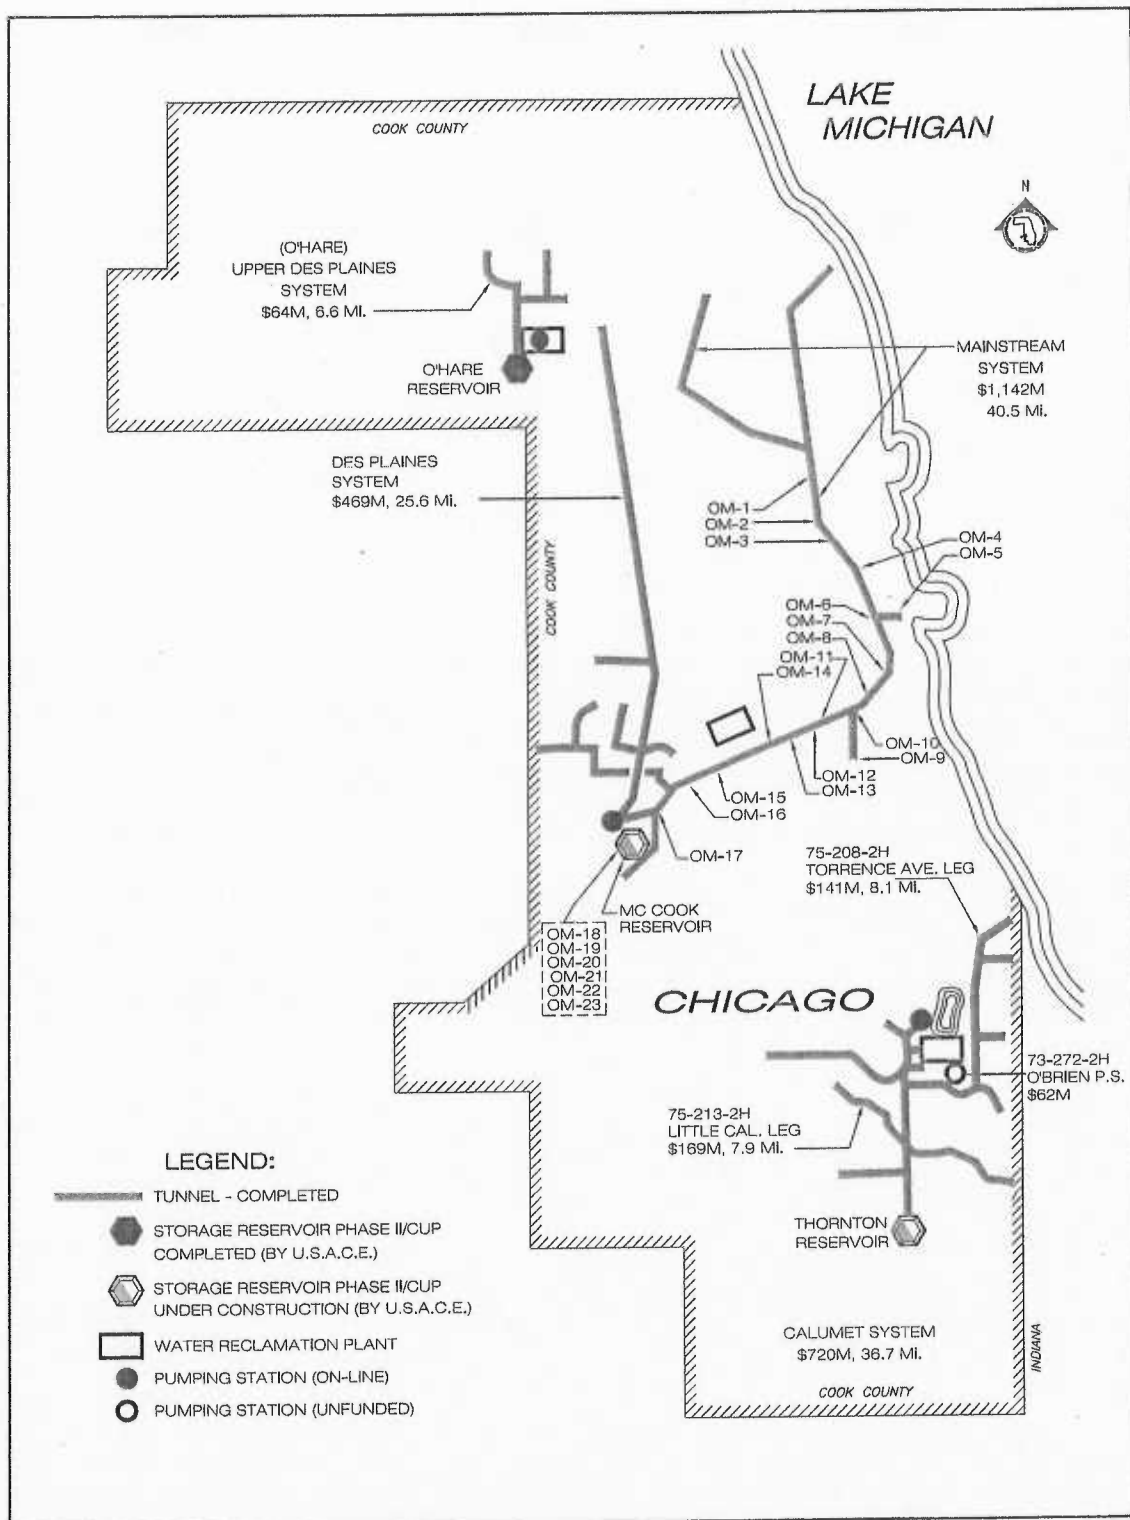 LAKE
MICHIGAN
COOK COUNTY
N
(O'HARE)
UPPER DES PLAINES
SYSTEM
$64M, 6.6 Mi.
O'HARE
RESERVOIR
MAINSTREAM
SYSTEM
$1,142M
40.5 Mi.
DES PLAINES
SYSTEM
$469M, 25.6 Mi.
OM-1
OM-2
OM-3
OM-4
OM-5
COOK COUNTY
OM-6
OM-7
OM-8
OM-11
OM-14
OM-10
OM-9
OM-12
OM-13
OM-15
OM-16
OM-17
75-208-2H
TORRENCE AVE. LEG
$141M, 8.1 Mi.
MC COOK
RESERVOIR
OM-18
OM-19
OM-20
OM-21
OM-22
OM-23
CHICAGO
73-272-2H
O'BRIEN P.S.
$62M
75-213-2H
LITTLE CAL. LEG
$169M, 7.9 Mi.
THORNTON
RESERVOIR
LEGEND:
TUNNEL - COMPLETED
STORAGE RESERVOIR PHASE II/CUP
COMPLETED (BY U.S.A.C.E.)
STORAGE RESERVOIR PHASE II/CUP
UNDER CONSTRUCTION (BY U.S.A.C.E.)
WATER RECLAMATION PLANT
PUMPING STATION (ON-LINE)
PUMPING STATION (UNFUNDED)
CALUMET SYSTEM
$720M, 36.7 Mi.
INDIANA
COOK COUNTY